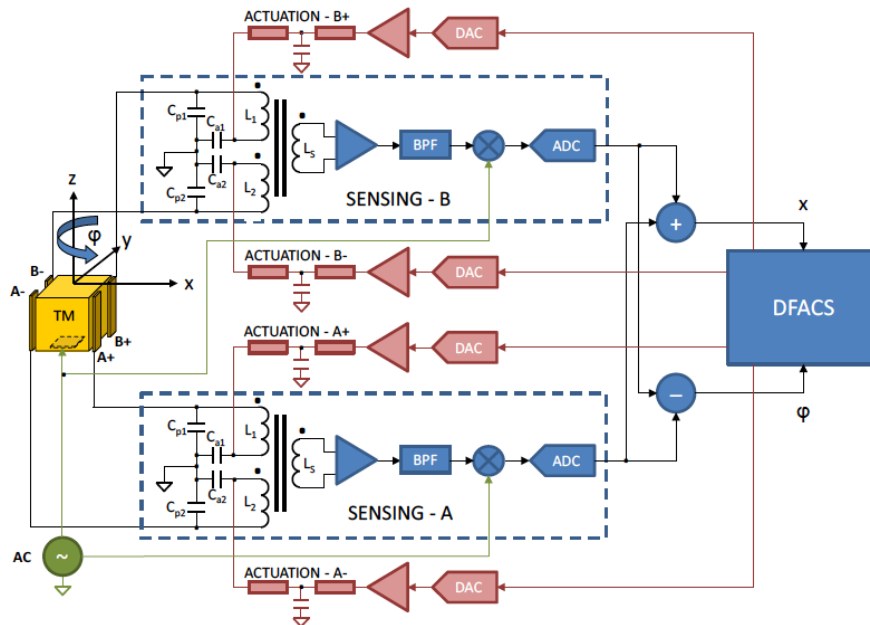 ACTUATION - B+
DAC
Cp1
Ca1
L1
Ls
BPF
ADC
Ca2
Cp2
L2
SENSING - B
z
φ
y
x
B-
A-
TM
B+
A+
ACTUATION - B-
DAC
ACTUATION - A+
DAC
+
x
DFACS
−
φ
Cp1
Ca1
L1
Ls
BPF
ADC
Ca2
Cp2
L2
SENSING - A
AC
~
ACTUATION - A-
DAC